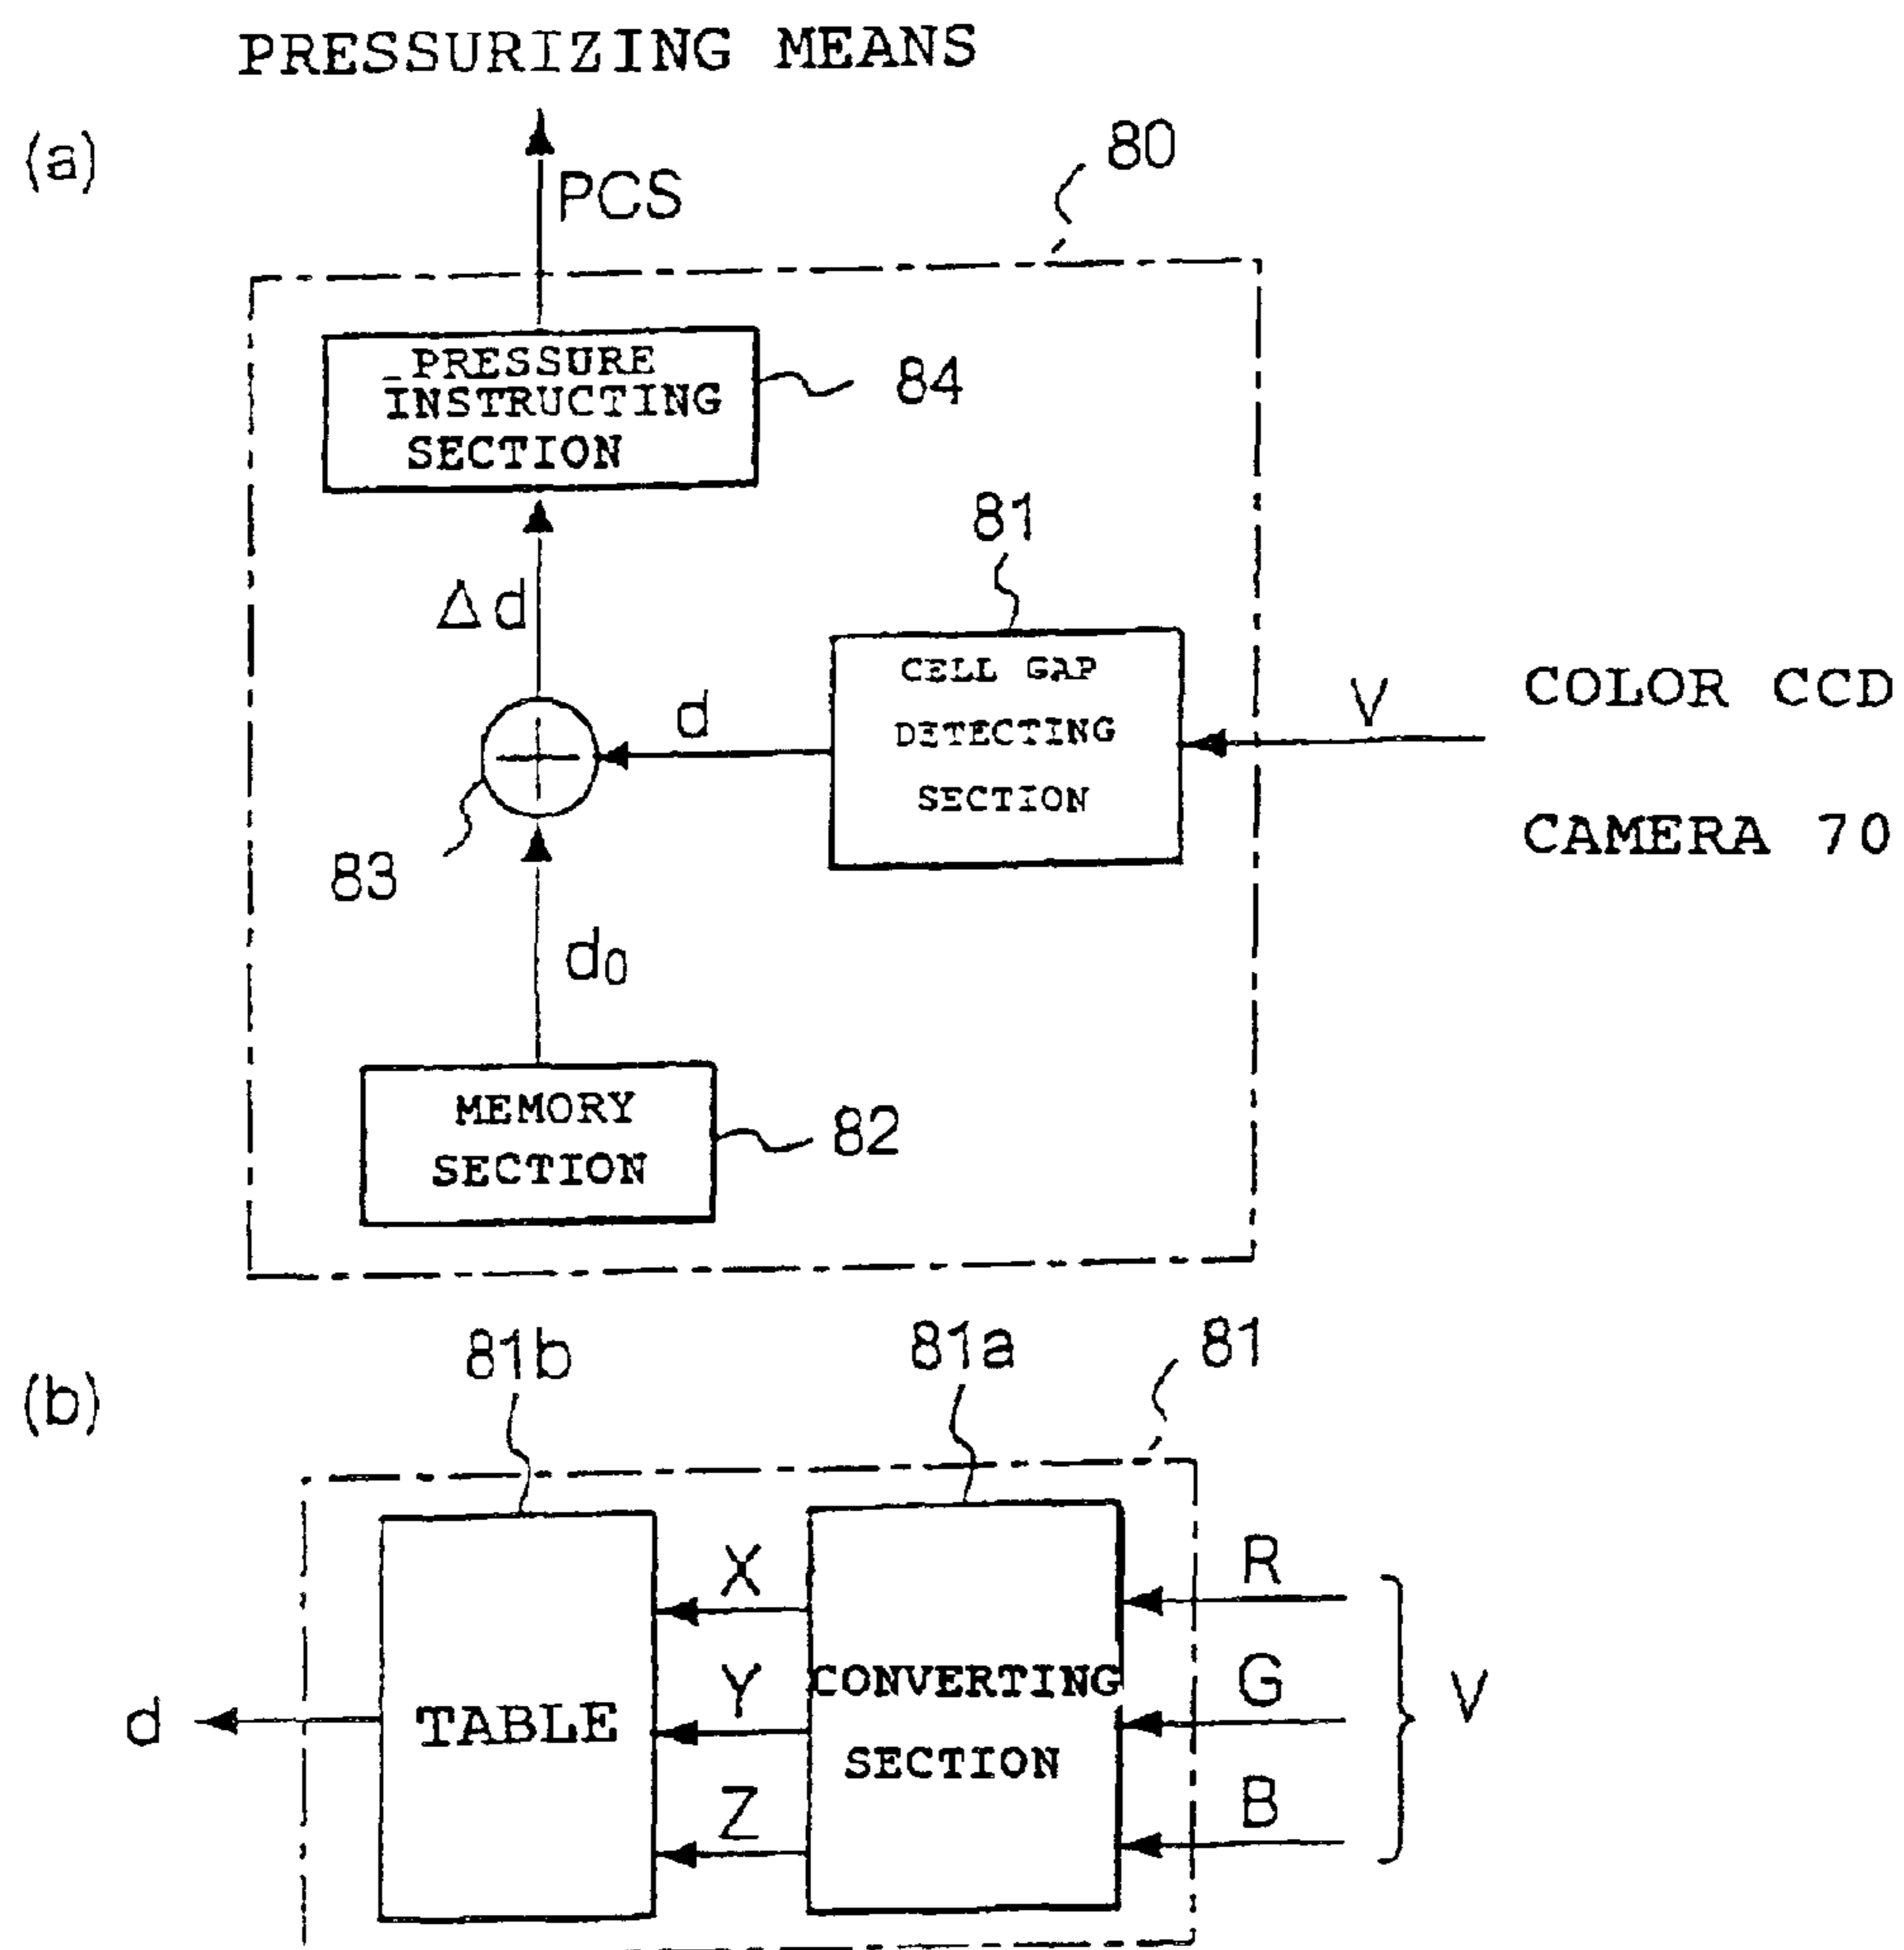 PRESSURIZING MEANS
(a)
PCS
80
PRESSURE
INSTRUCTING
SECTION
84
Δd
81
CELL GAP
DETECTING
SECTION
d
V
COLOR CCD
CAMERA 70
83
d₀
MEMORY
SECTION
82
(b)
81b
81a
81
X
Y
Z
R
G
B
V
d
TABLE
CONVERTING
SECTION